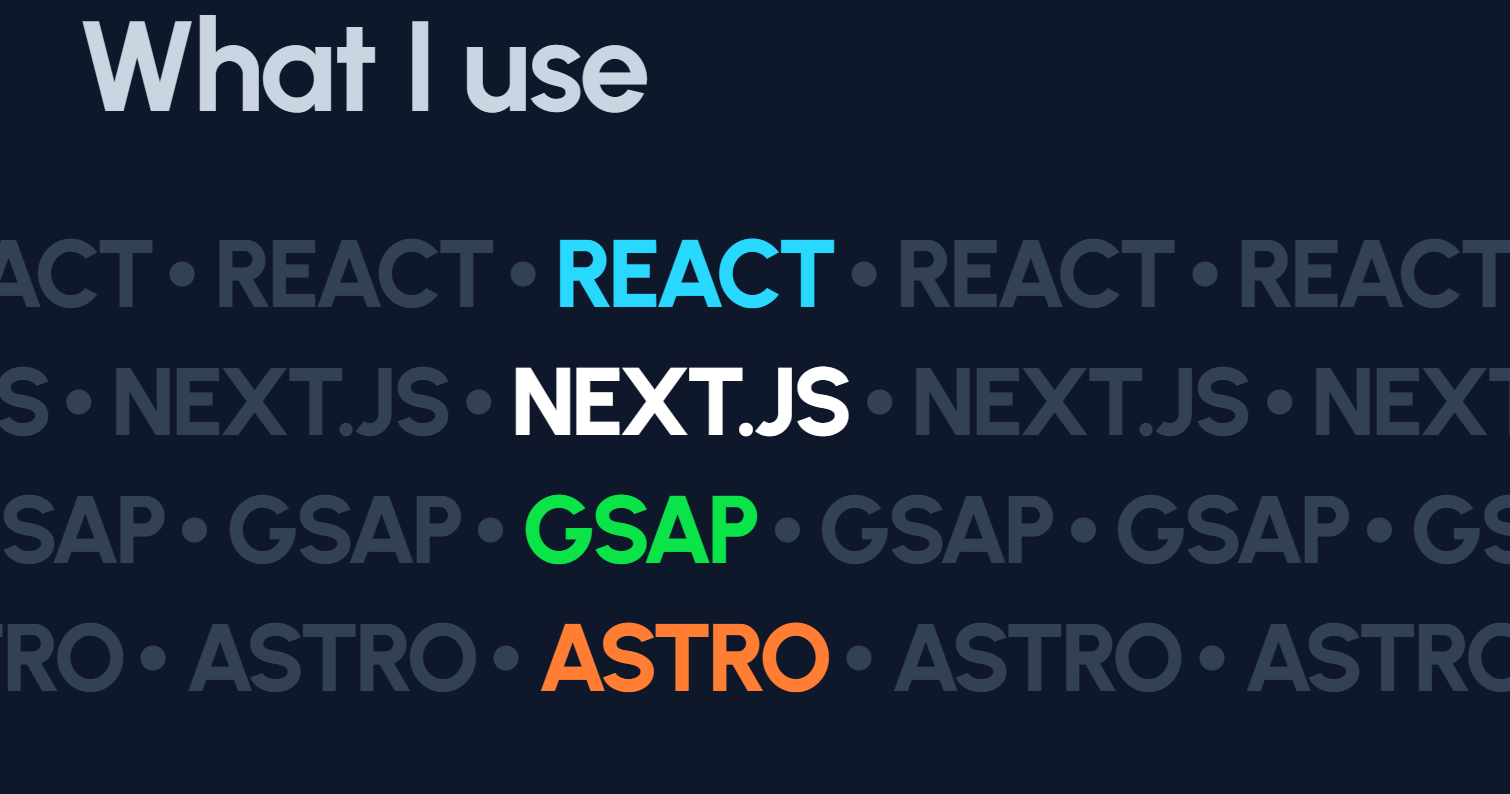 What I use
ACT • REACT • REACT • REACT • REACT
S • NEXT.JS • NEXT.JS • NEXT.JS • NEXT
SAP • GSAP • GSAP • GSAP • GSAP • GS
RO • ASTRO • ASTRO • ASTRO • ASTRO